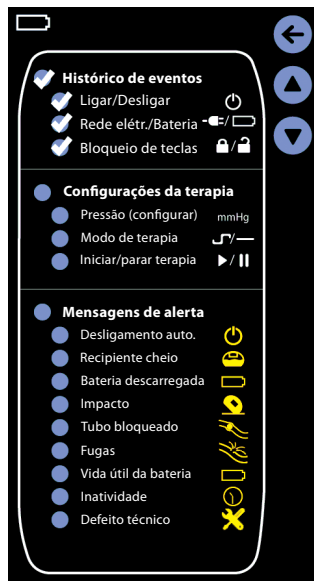 Histórico de eventos
Ligar/Desligar
Rede elétr./Bateria
Bloqueio de teclas
Configurações da terapia
Pressão (configurar) mmHg
Modo de terapia
Iniciar/parar terapia
Mensagens de alerta
Desligamento auto.
Recipiente cheio
Bateria descarregada
Impacto
Tubo bloqueado
Fugas
Vida útil da bateria
Inatividade
Defeito técnico